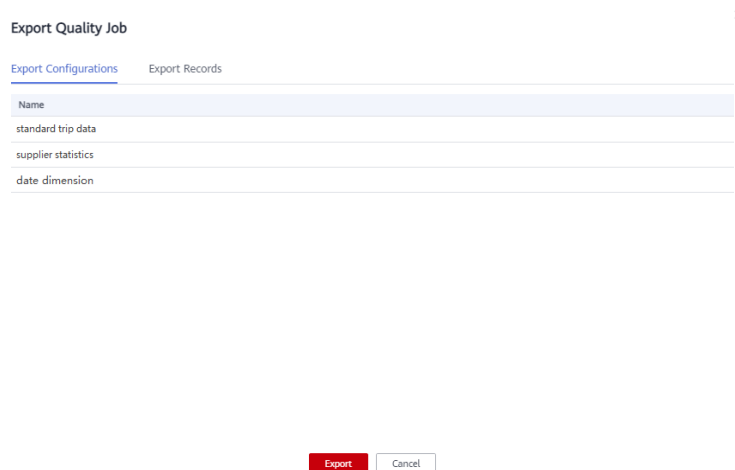 Export Quality Job
Export Configurations Export Records
Name
standard trip data
supplier statistics
date dimension
Export Cancel